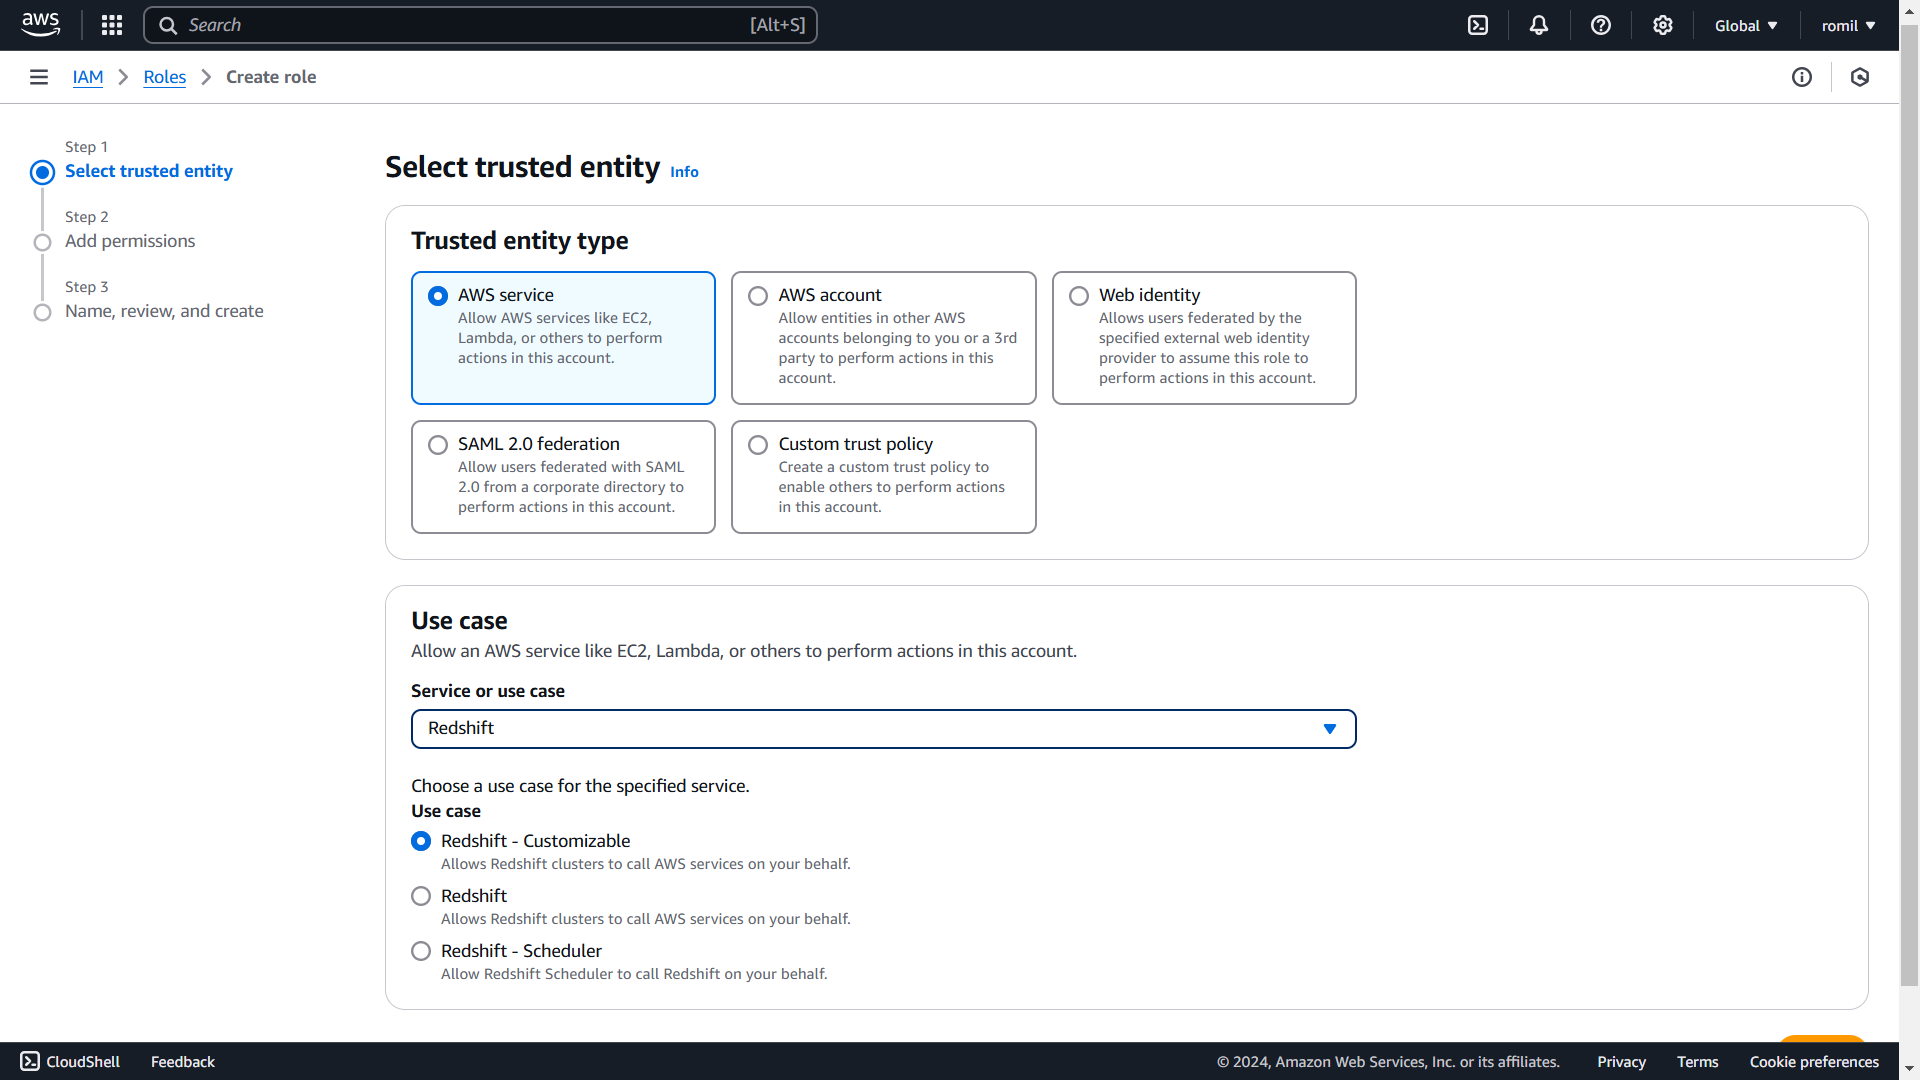 aws
Search
[Alt+S]
Global
romil
IAM
Roles
Create role
Step 1
Select trusted entity
Step 2
Add permissions
Step 3
Name, review, and create
Select trusted entity Info
Trusted entity type
AWS service
Allow AWS services like EC2,
Lambda, or others to perform
actions in this account.
AWS account
Allow entities in other AWS
accounts belonging to you or a 3rd
party to perform actions in this
account.
Web identity
Allows users federated by the
specified external web identity
provider to assume this role to
perform actions in this account.
SAML 2.0 federation
Allow users federated with SAML
2.0 from a corporate directory to
perform actions in this account.
Custom trust policy
Create a custom trust policy to
enable others to perform actions
in this account.
Use case
Allow an AWS service like EC2, Lambda, or others to perform actions in this account.
Service or use case
Redshift
Choose a use case for the specified service.
Use case
Redshift - Customizable
Allows Redshift clusters to call AWS services on your behalf.
Redshift
Allows Redshift clusters to call AWS services on your behalf.
Redshift - Scheduler
Allow Redshift Scheduler to call Redshift on your behalf.
CloudShell
Feedback
© 2024, Amazon Web Services, Inc. or its affiliates.
Privacy
Terms
Cookie preferences